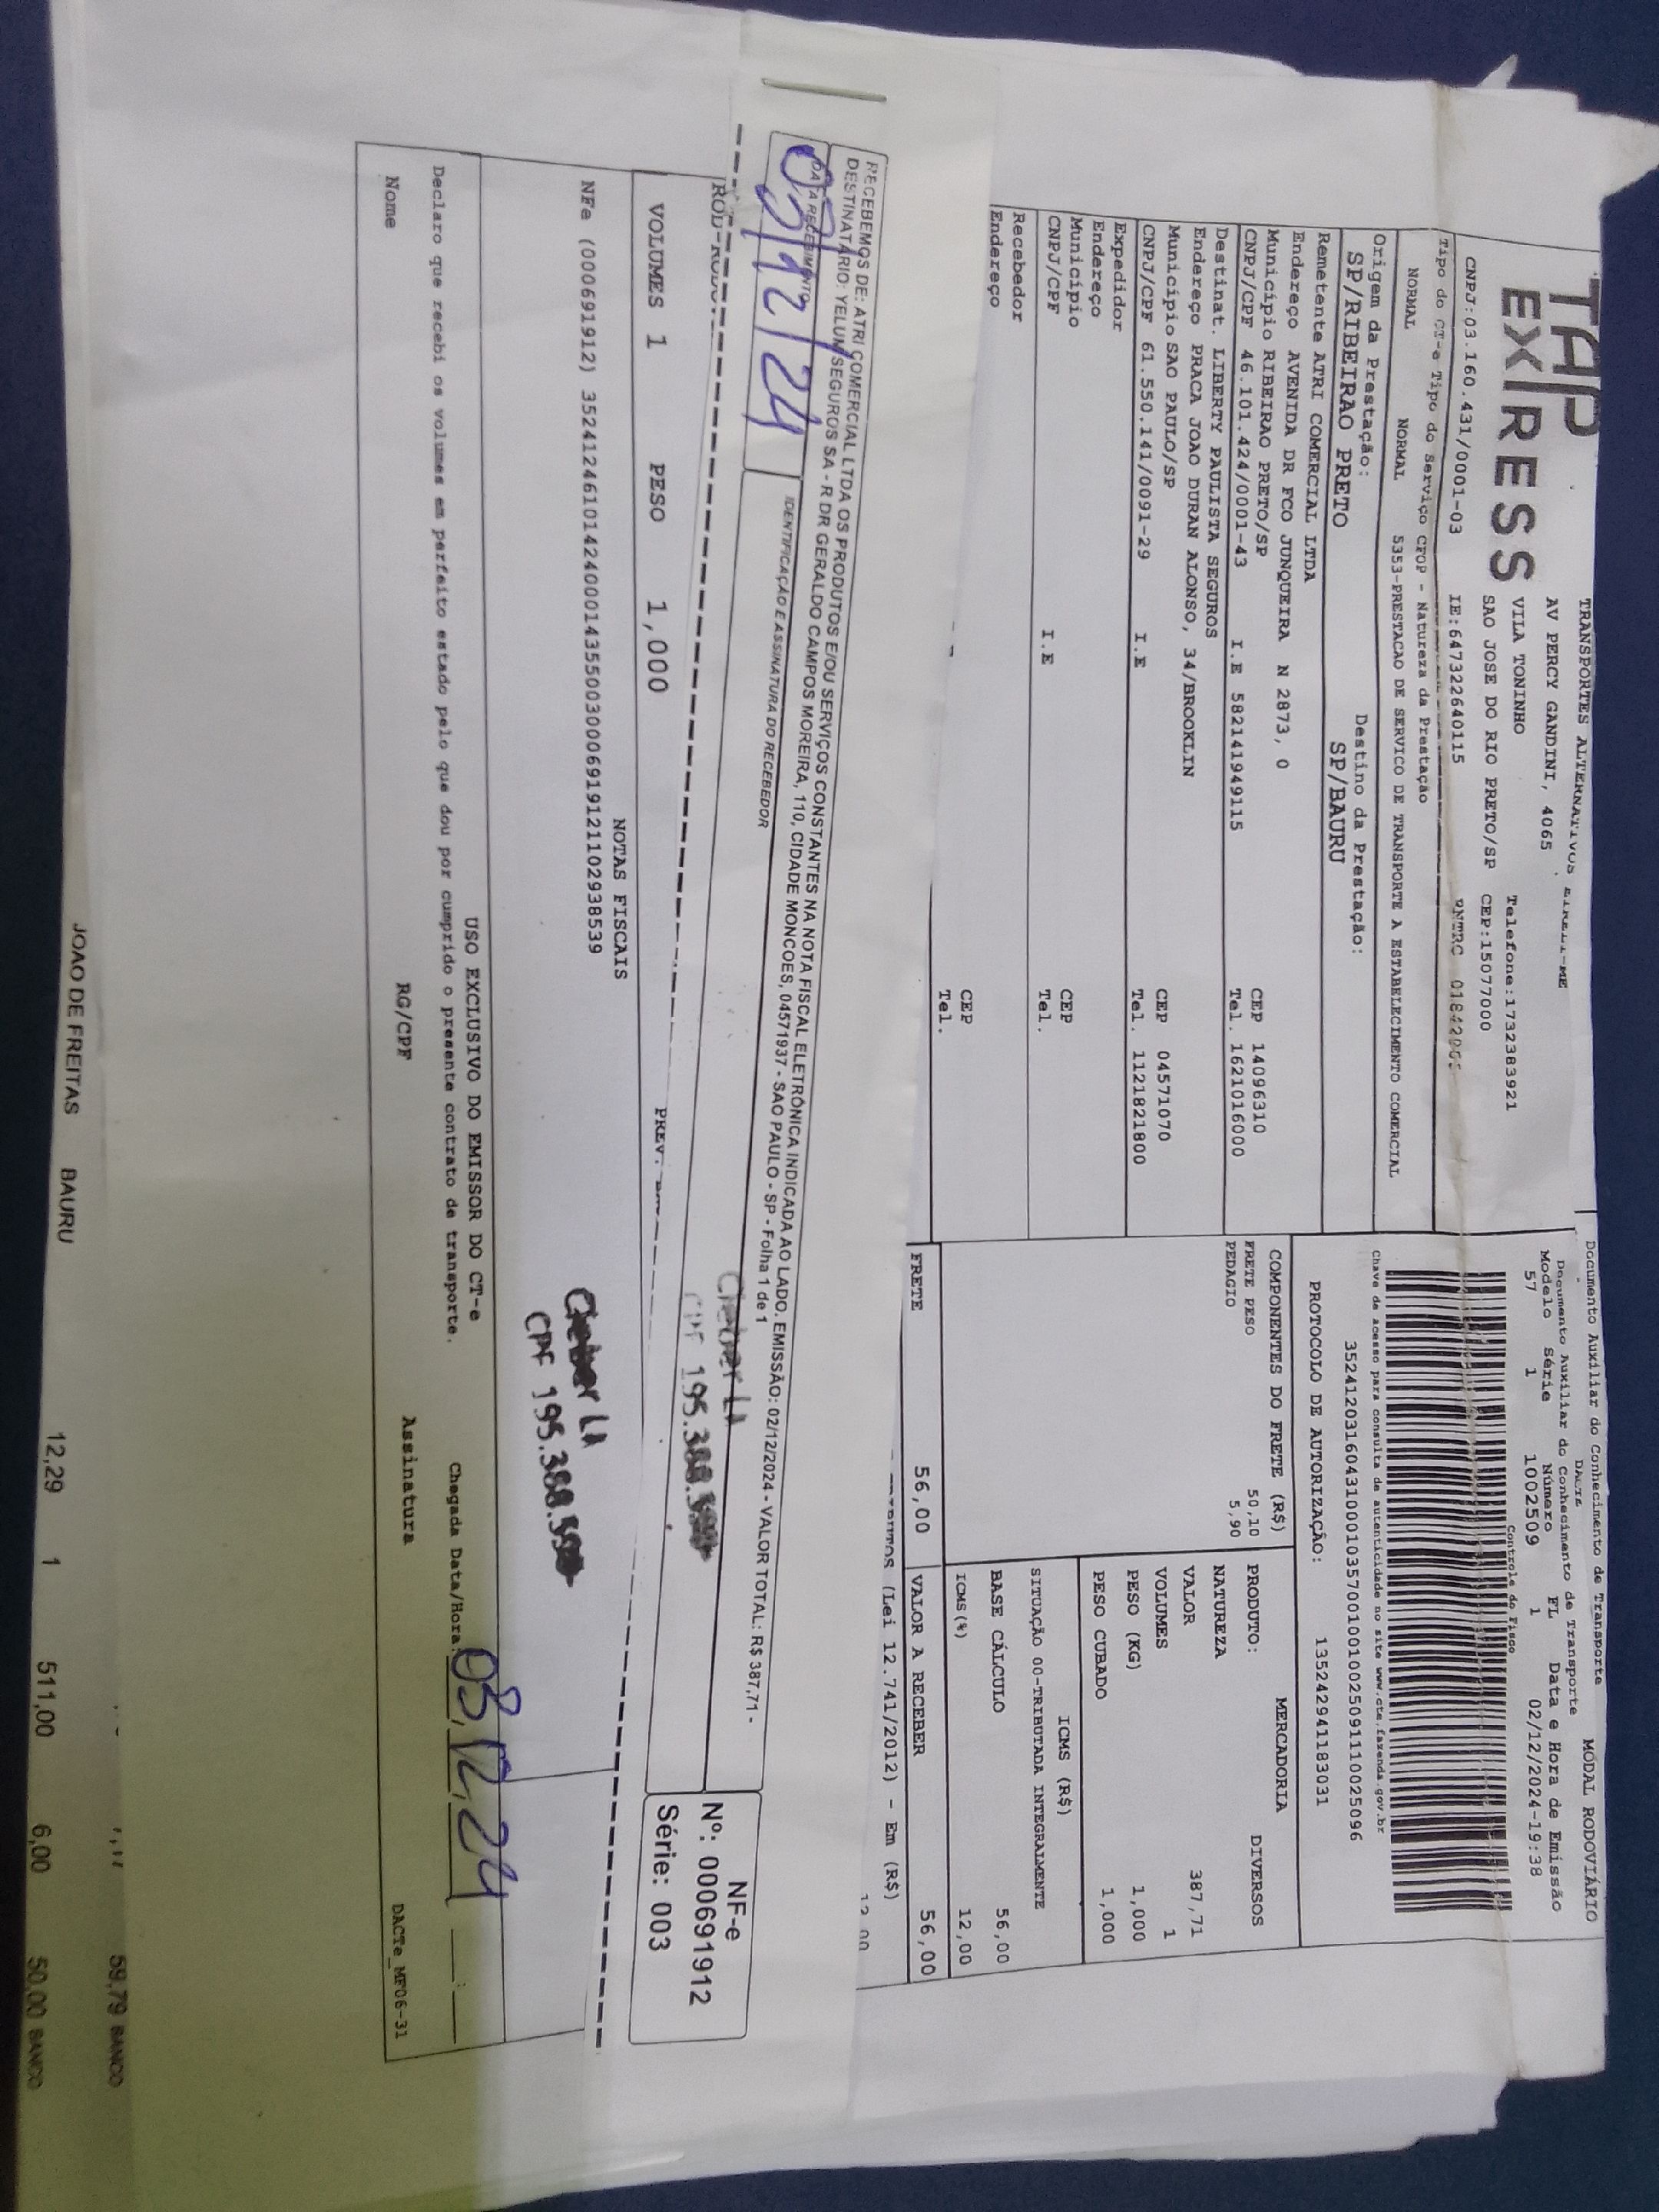 TAP
EXPRESS
TRANSPORTES ALTERNATIVOS EIRELI-ME
AV PERCY GANDINI, 4065
VILA TONINHO Telefone:1732383921
SAO JOSE DO RIO PRETO/SP CEP:15077000
CNPJ:03.160.431/0001-03 IE:647322640115 RNTRC
Tipo do CT-e Tipo do Serviço CFOP - Natureza da Prestação
NORMAL NORMAL 5353-PRESTACAO DE SERVICO DE TRANSPORTE A ESTABELECIMENTO COMERCIAL
Origem da Prestação: Destino da Prestação:
SP/RIBEIRAO PRETO SP/BAURU
Remetente ATRI COMERCIAL LTDA
Endereço AVENIDA DR FCO JUNQUEIRA N 2873, 0
Município RIBEIRAO PRETO/SP CEP 14096310
CNPJ/CPF 46.101.424/0001-43 I.E 582141949115 Tel. 1621016000
Destinat. LIBERTY PAULISTA SEGUROS
Endereço PRACA JOAO DURAN ALONSO, 34/BROOKLIN
Município SAO PAULO/SP CEP 04571070
CNPJ/CPF 61.550.141/0091-29 I.E Tel. 1121821800
Expedidor
Endereço
Município CEP
CNPJ/CPF I.E Tel.
Recebedor
Endereço
CEP
Tel.
Documento Auxiliar do Conhecimento de Transporte MODAL RODOVIÁRIO
DACTE
Documento Auxiliar do Conhecimento de Transporte
Modelo Série Número FL Data e Hora de Emissão
57 1 1002509 1 02/12/2024-19:38
Controle do Fisco
Chave de acesso para consulta de autenticidade no site www.cte.fazenda.gov.br
35241203160431000103570010010025091110025096
PROTOCOLO DE AUTORIZAÇÃO: 135242941183031
COMPONENTES DO FRETE (R$)
FRETE PESO 50,10
PEDAGIO 5,90
MERCADORIA
PRODUTO: DIVERSOS
NATUREZA
VALOR 387,71
VOLUMES 1
PESO (KG) 1,000
PESO CUBADO 1,000
ICMS (R$)
SITUAÇÃO 00-TRIBUTADA INTEGRALMENTE
BASE CÁLCULO 56,00
ICMS (%) 12,00
FRETE 56,00 VALOR A RECEBER 56,00
(Lei 12.741/2012) - Em (R$)
RECEBEMOS DE: ATRI COMERCIAL LTDA OS PRODUTOS E/OU SERVIÇOS CONSTANTES NA NOTA FISCAL ELETRÔNICA INDICADA AO LADO. EMISSÃO: 02/12/2024 - VALOR TOTAL: R$ 387,71 -
DESTINATÁRIO: YELUM SEGUROS SA - R DR GERALDO CAMPOS MOREIRA, 110, CIDADE MONCOES, 04571937 - SAO PAULO - SP - Folha 1 de 1
DATA RECEBIMENTO IDENTIFICAÇÃO E ASSINATURA DO RECEBEDOR
03/12/24
NF-e
Nº: 000691912
Série: 003
VOLUMES 1 PESO 1,000
NOTAS FISCAIS
NFe (000691912) 35241246101424000143550030006919121102938539
USO EXCLUSIVO DO EMISSOR DO CT-e
Declaro que recebi os volumes em perfeito estado pelo que dou por cumprido o presente contrato de transporte. Chegada Data/Hora: 03,12,24
Nome RG/CPF Assinatura DACTe_MF06-31
59,79 BANCO
JOAO DE FREITAS BAURU 12,29 1 511,00 6,00 50,00 BANCO